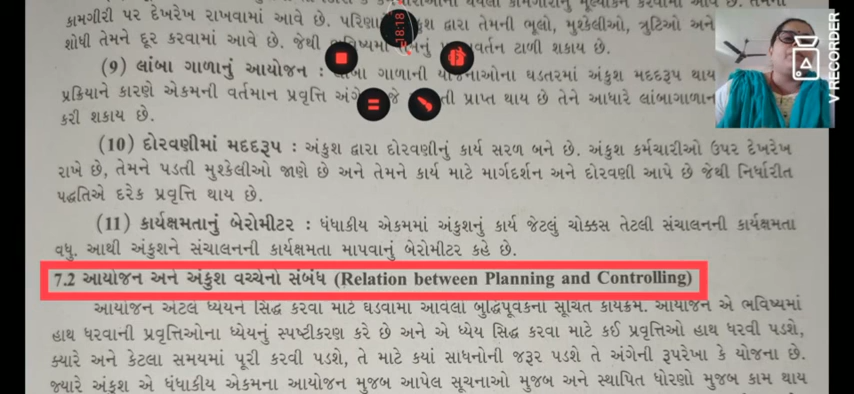 કામગીરી પર દેખરેખ રાખવામાં આવે છે. અંકુશ દ્વારા તેમની ભૂલો, મુશ્કેલીઓ, ત્રુટિઓ અને
શોધી તેમને દૂર કરવામાં આવે છે. જેથી ટાળી શકાય છે.
18:18
(9) લાંબા ગાળાનું આયોજન : લાંબા ગાળાની યોજનાઓના ઘડતરમાં અંકુશ મદદરૂપ થાય
પ્રક્રિયાને કારણે એકમની વર્તમાન પ્રવૃત્તિ અંગે જે પ્રાપ્ત થાય છે તેને આધારે લાંબાગાળાન
કરી શકાય છે.
V RECORDER
(10) દોરવણીમાં મદદરૂપ : અંકુશ દ્વારા દોરવણીનું કાર્ય સરળ બને છે. અંકુશ કર્મચારીઓ ઉપર દેખરેખ
રાખે છે, તેમને પડતી મુશ્કેલીઓ જાણે છે અને તેમને કાર્ય માટે માર્ગદર્શન અને દોરવણી આપે છે જેથી નિર્ધારીત
પદ્ધતિએ દરેક પ્રવૃત્તિ થાય છે.
(11) કાર્યક્ષમતાનું બેરોમીટર : ધંધાકીય એકમમાં અંકુશનું કાર્ય જેટલું ચોક્કસ તેટલી સંચાલનની કાર્યક્ષમતા
વધુ. આથી અંકુશને સંચાલનની કાર્યક્ષમતા માપવાનું બેરોમીટર કહે છે.
7.2 આયોજન અને અંકુશ વચ્ચેનો સંબંધ (Relation between Planning and Controlling)
આયોજન એટલે ધ્યેયને સિદ્ધ કરવા માટે ઘડવામાં આવેલા બુદ્ધિપૂર્વકના સૂચિત કાર્યક્રમ. આયોજન એ ભવિષ્યમાં
હાથ ધરવાની પ્રવૃત્તિઓના ધ્યેયનું સ્પષ્ટીકરણ કરે છે અને એ ધ્યેય સિદ્ધ કરવા માટે કઈ પ્રવૃત્તિઓ હાથ ધરવી પડશે,
ક્યારે અને કેટલા સમયમાં પૂરી કરવી પડશે, તે માટે ક્યાં સાધનોની જરૂર પડશે તે અંગેની રૂપરેખા કે યોજના છે.
જ્યારે અંકુશ એ ધંધાકીય એકમના આયોજન મુજબ આપેલ સૂચનાઓ મુજબ અને સ્થાપિત ધોરણો મુજબ કામ થાય